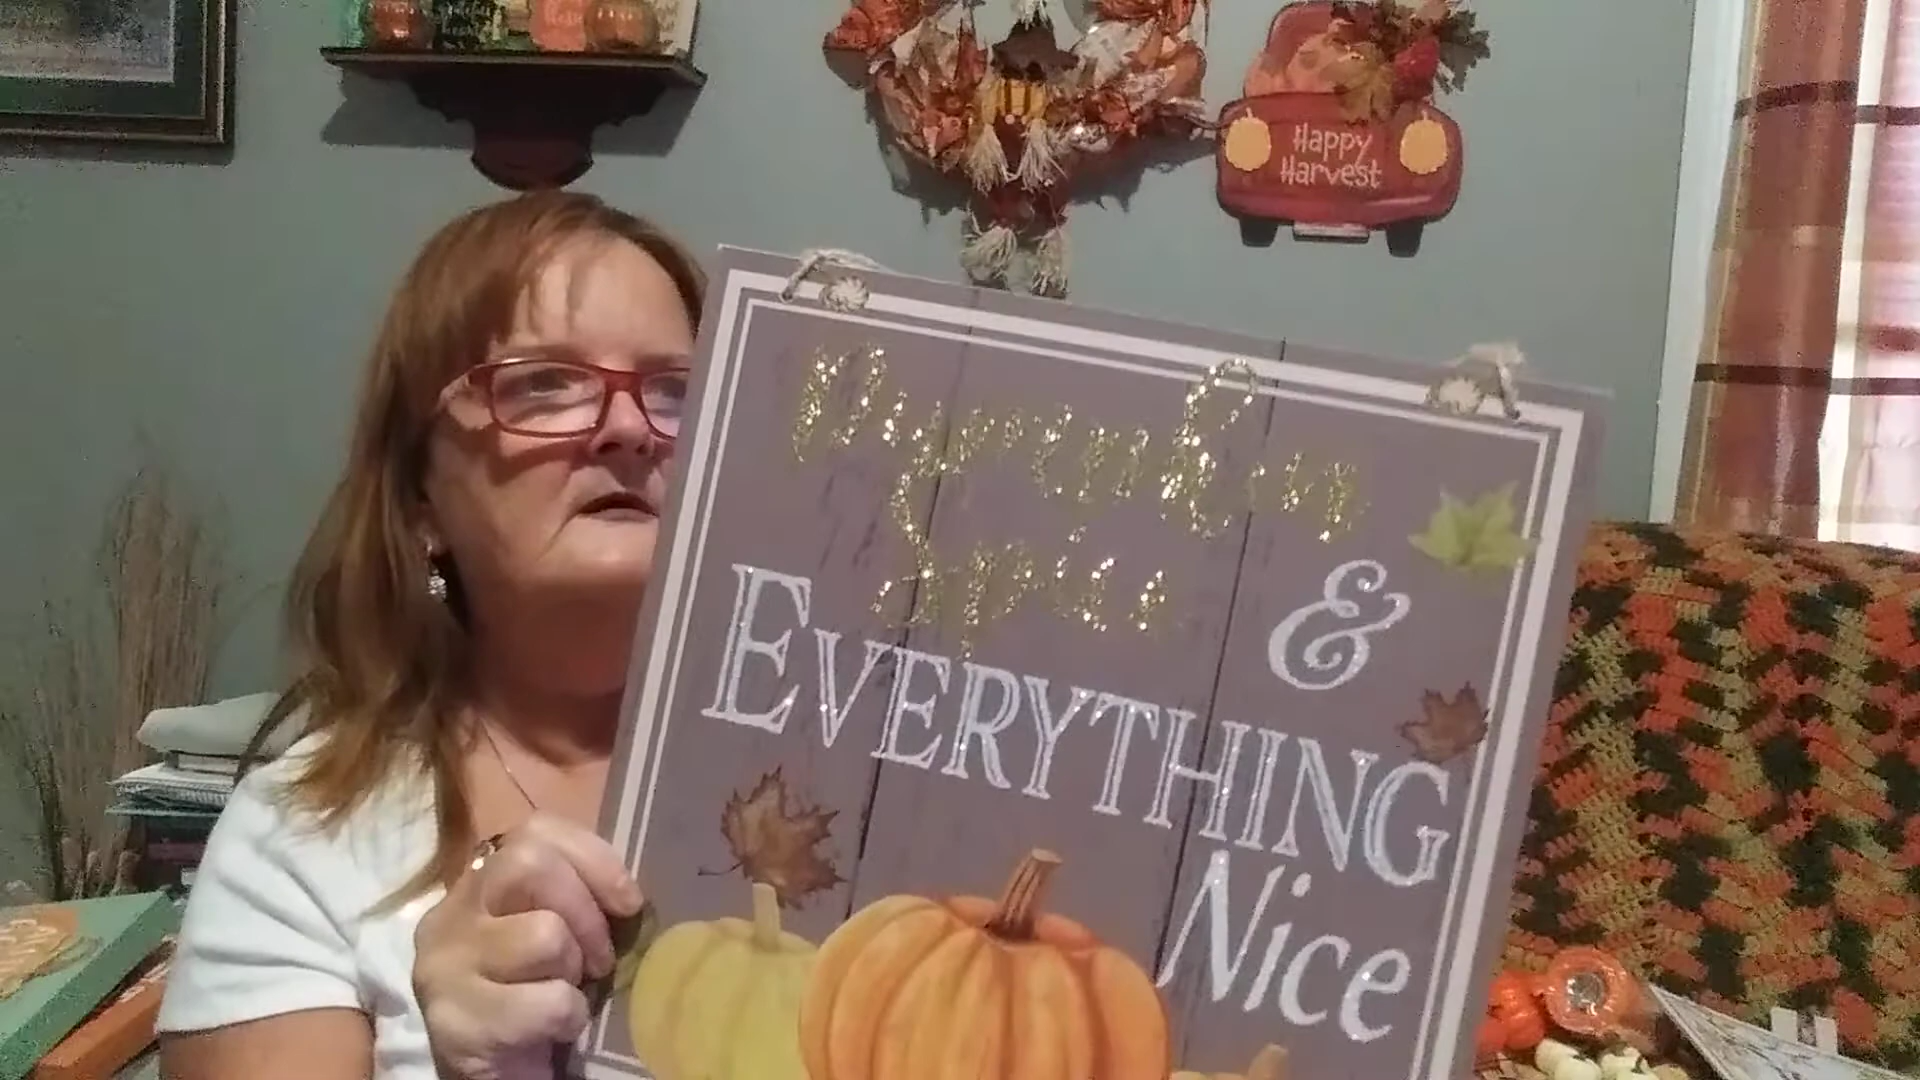 Happy
Harvest
Pumpkin
Spice &
EVERYTHING
Nice